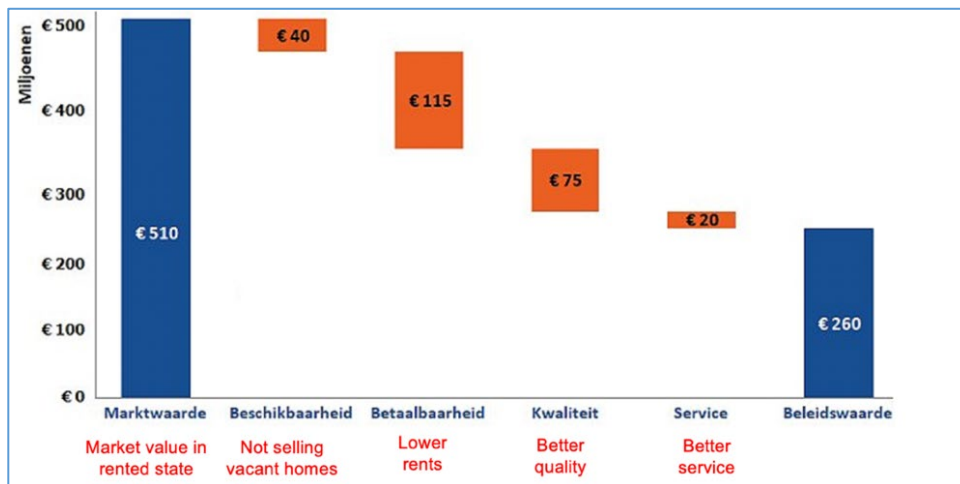 Miljoenen
€ 500
€ 400
€ 300
€ 200
€ 100
€ 0
€ 510
€ 40
€ 115
€ 75
€ 20
€ 260
Marktwaarde
Beschikbaarheid
Betaalbaarheid
Kwaliteit
Service
Beleidswaarde
Market value in
rented state
Not selling
vacant homes
Lower
rents
Better
quality
Better
service